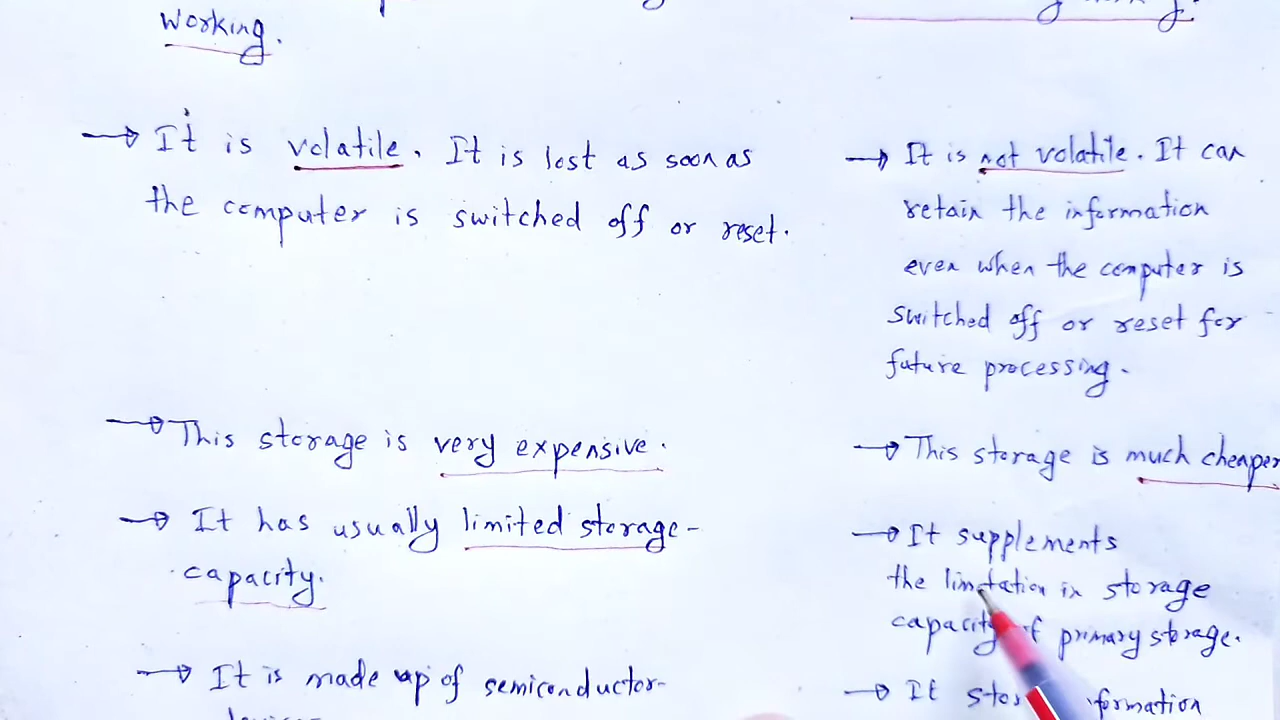 working.
→ It is volatile. It is lost as soon as
the computer is switched off or reset.
→ This storage is very expensive.
→ It has usually limited storage-
capacity.
→ It is made up of semiconductor-
→ It is not volatile. It can
retain the information
even when the computer is
switched off or reset for
future processing.
→ This storage is much cheaper
→ It supplements
the limitation in storage
capacity of primary storage.
→ It